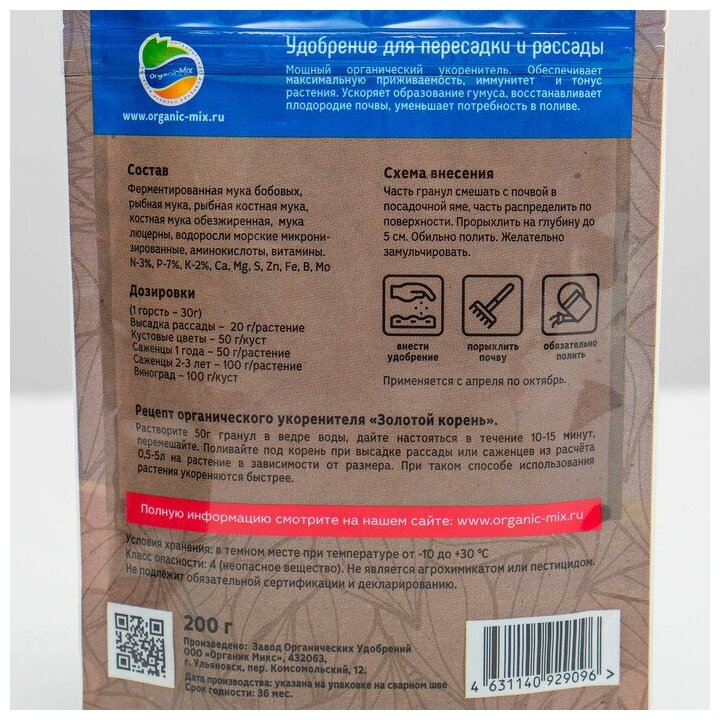 OrganicMix
www.organic-mix.ru
Удобрение для пересадки и рассады
Мощный органический укоренитель. Обеспечивает
максимальную приживаемость, иммунитет и тонус
растения. Ускоряет образование гумуса, восстанавливает
плодородие почвы, уменьшает потребность в поливе.
Состав
Ферментированная мука бобовых,
рыбная мука, рыбная костная мука,
костная мука обезжиренная, мука
люцерны, водоросли морские микрони-
зированные, аминокислоты, витамины.
N-3%, P-7%, K-2%, Ca, Mg, S, Zn, Fe, B, Mo
Дозировки
(1 горсть – 30г)
Высадка рассады – 20 г/растение
Кустовые цветы – 50 г/куст
Саженцы 1 года – 50 г/растение
Саженцы 2-3 лет – 100 г/растение
Виноград – 100 г/куст
Схема внесения
Часть гранул смешать с почвой в
посадочной яме, часть распределить по
поверхности. Прорыхлить на глубину до
5 см. Обильно полить. Желательно
замульчировать.
внести
удобрение
порыхлить
почву
обязательно
полить
Применяется с апреля по октябрь.
Рецепт органического укоренителя «Золотой корень».
Растворите 50г гранул в ведре воды, дайте настояться в течение 10-15 минут,
перемешайте. Поливайте под корень при высадке рассады или саженцев из расчёта
0,5-5л на растение в зависимости от размера. При таком способе использования
растения укореняются быстрее.
Полную информацию смотрите на нашем сайте: www.organic-mix.ru
Условия хранения: в темном месте при температуре от -10 до +30 °C
Класс опасности: 4 (неопасное вещество). Не является агрохимикатом или пестицидом.
Не подлежит обязательной сертификации и декларированию.
200 г
Произведено: Завод Органических Удобрений
ООО «Органик Микс», 432063,
г. Ульяновск, пер. Комсомольский, 12.
Дата производства: указана на упаковке на сварном шве
Срок годности: 36 мес.
4 631140 929096 >